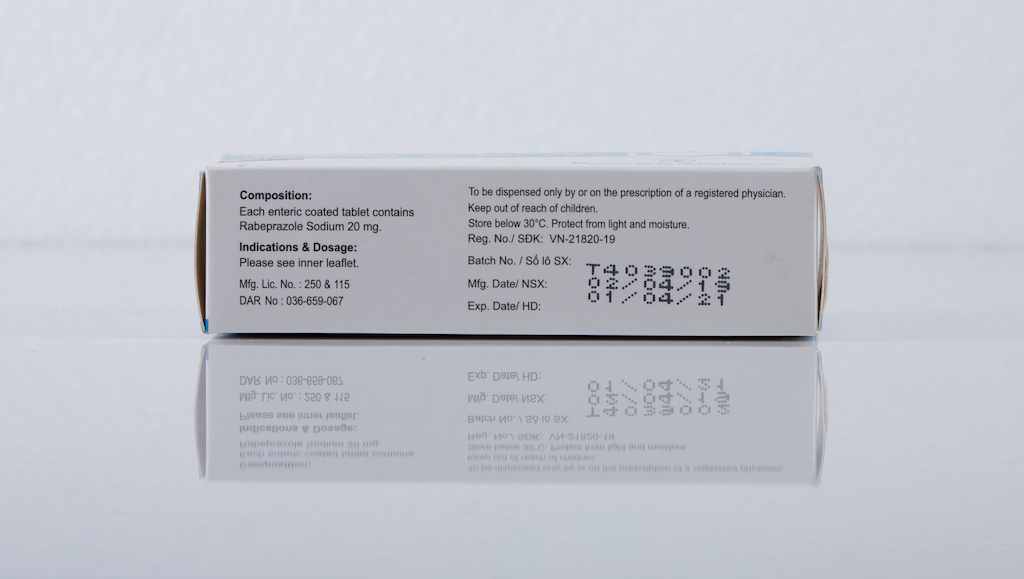 Composition:
Each enteric coated tablet contains
Rabeprazole Sodium 20 mg.
Indications & Dosage:
Please see inner leaflet.
Mfg. Lic. No. : 250 & 115
DAR No : 036-659-067
To be dispensed only by or on the prescription of a registered physician.
Keep out of reach of children.
Store below 30°C. Protect from light and moisture.
Reg. No./ SĐK: VN-21820-19
Batch No. / Số lô SX: T4039002
Mfg. Date/ NSX: 02/04/19
Exp. Date/ HD: 01/04/21